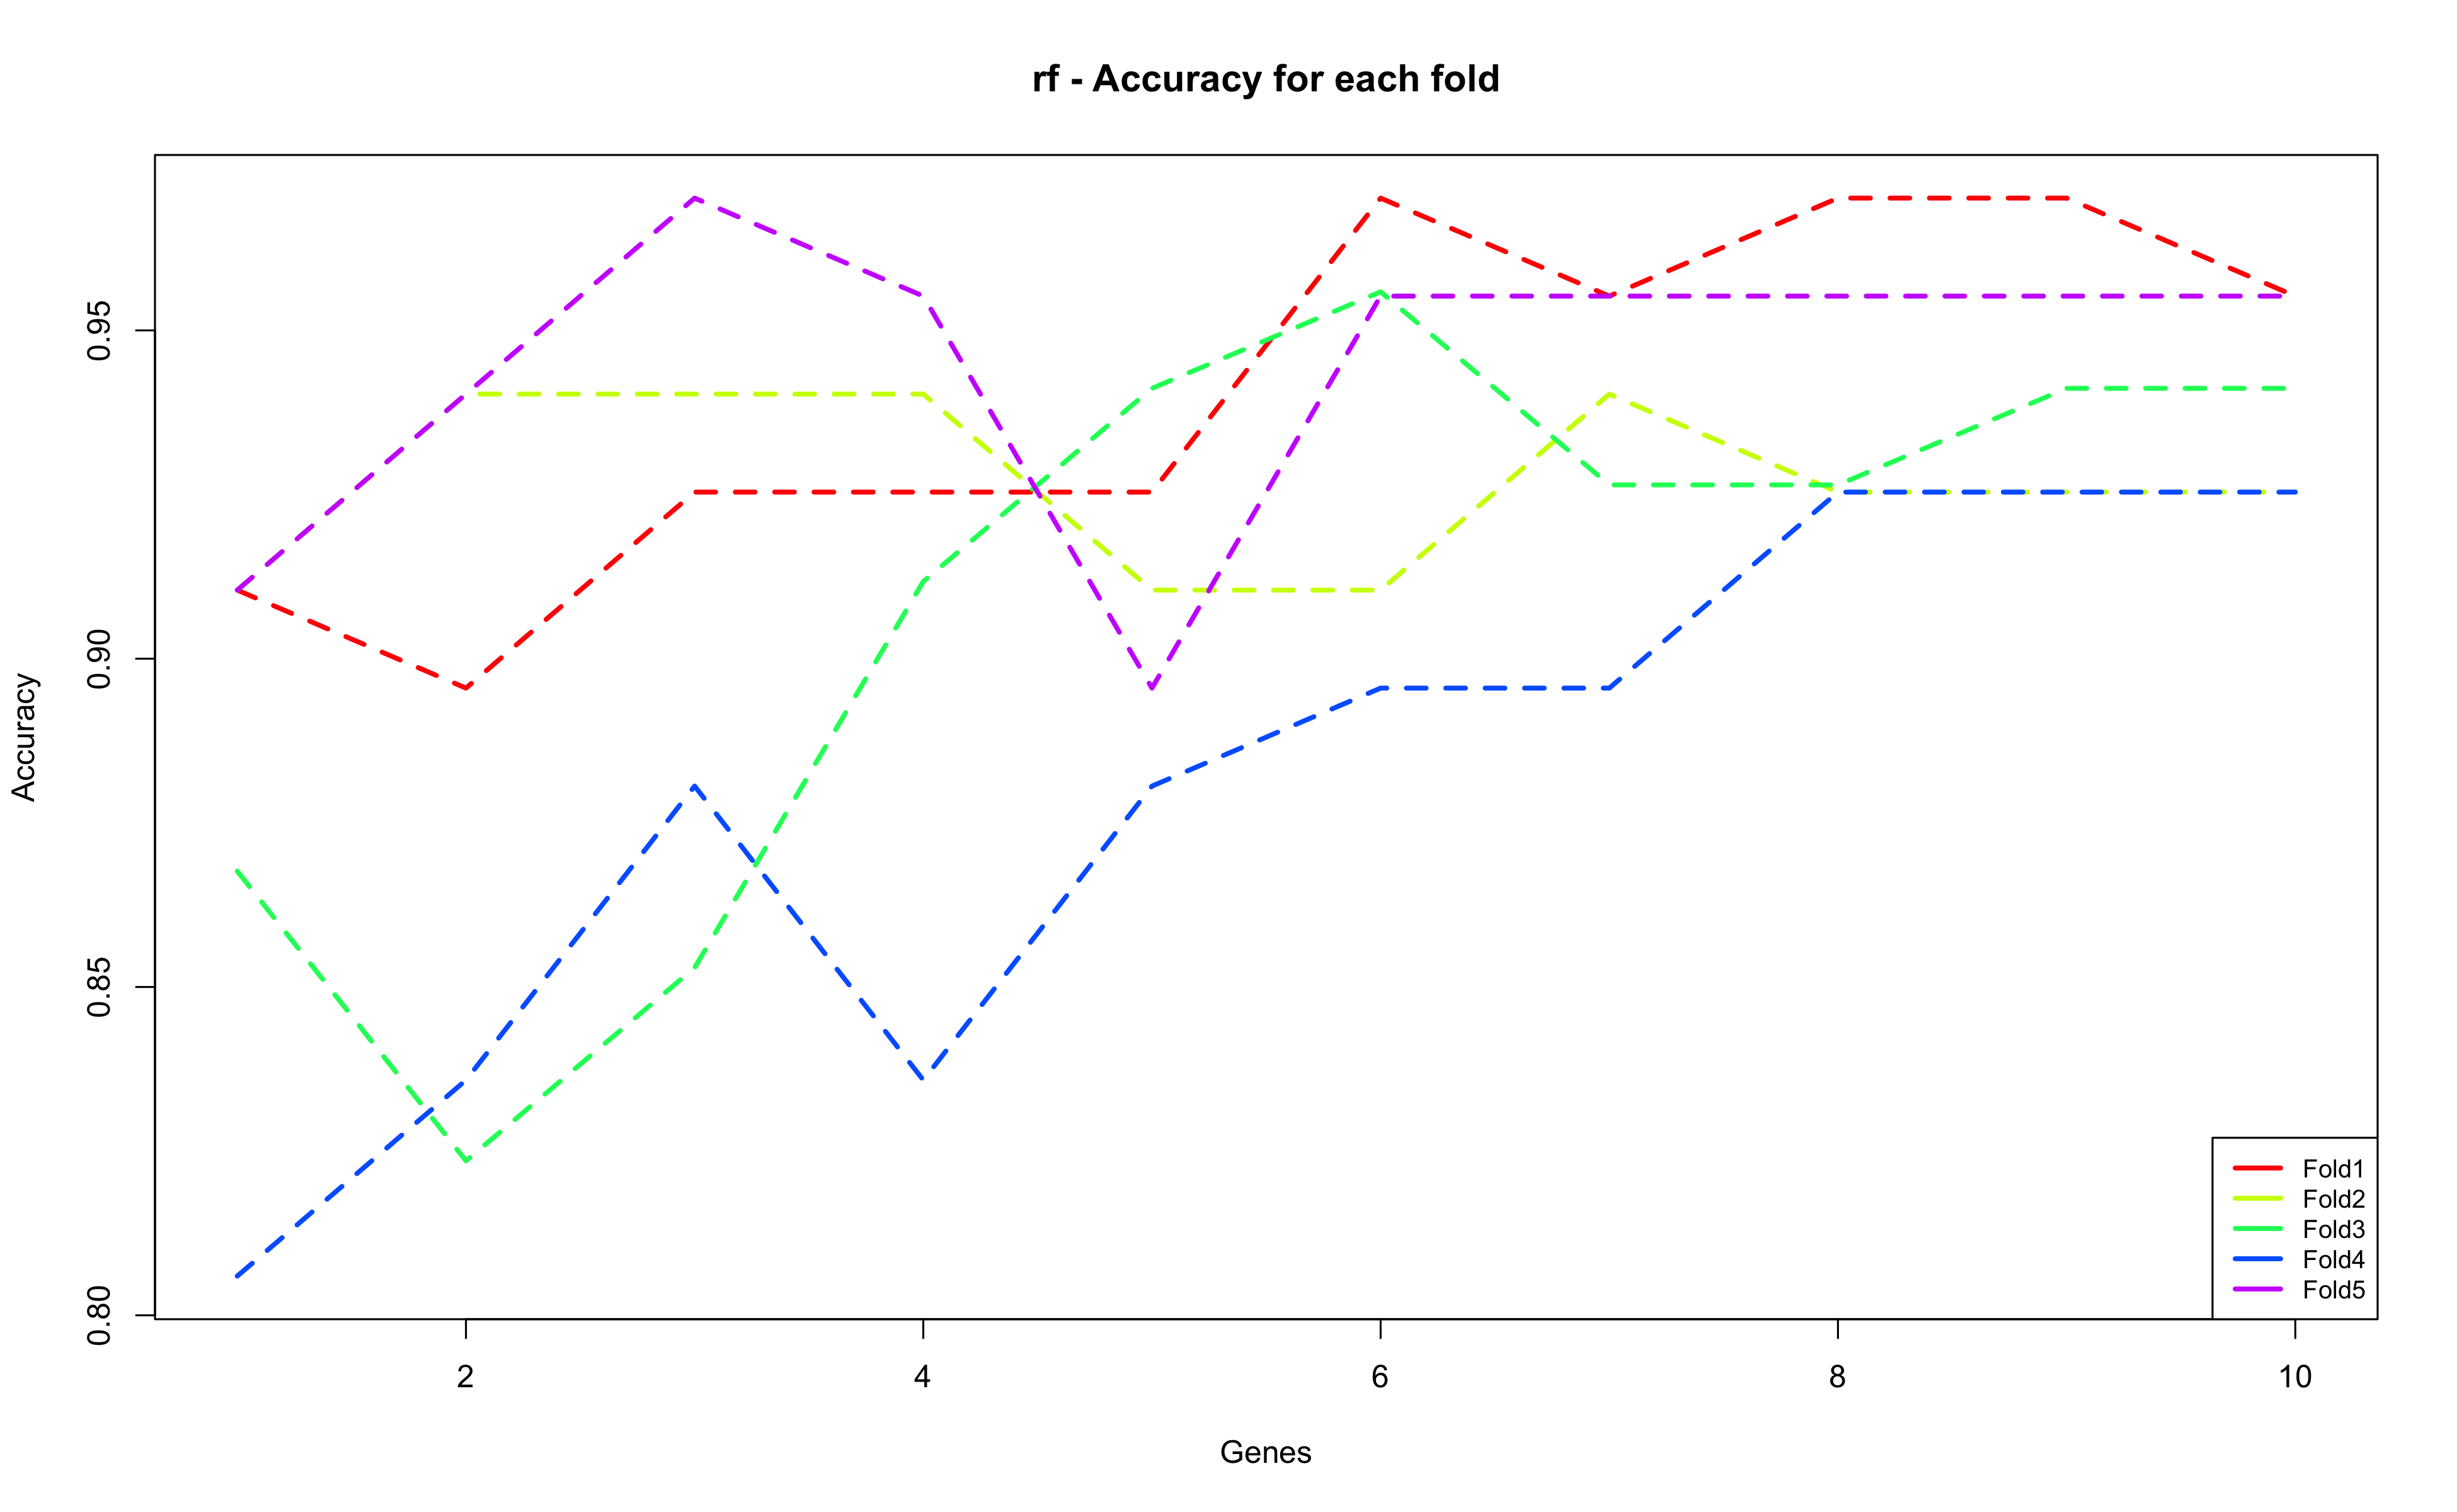 rf - Accuracy for each fold
Accuracy
0.95
0.90
0.85
0.80
2 4 6 8 10
Genes
Fold1
Fold2
Fold3
Fold4
Fold5